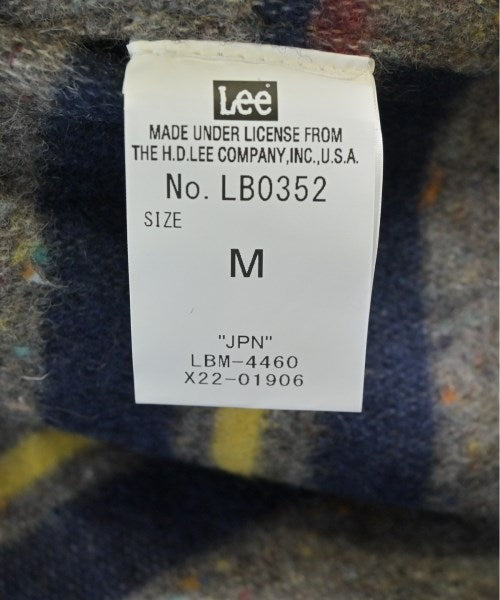 Lee
MADE UNDER LICENSE FROM
THE H.D.LEE COMPANY,INC.,U.S.A.
No. LB0352
SIZE
M
"JPN"
LBM-4460
X22-01906